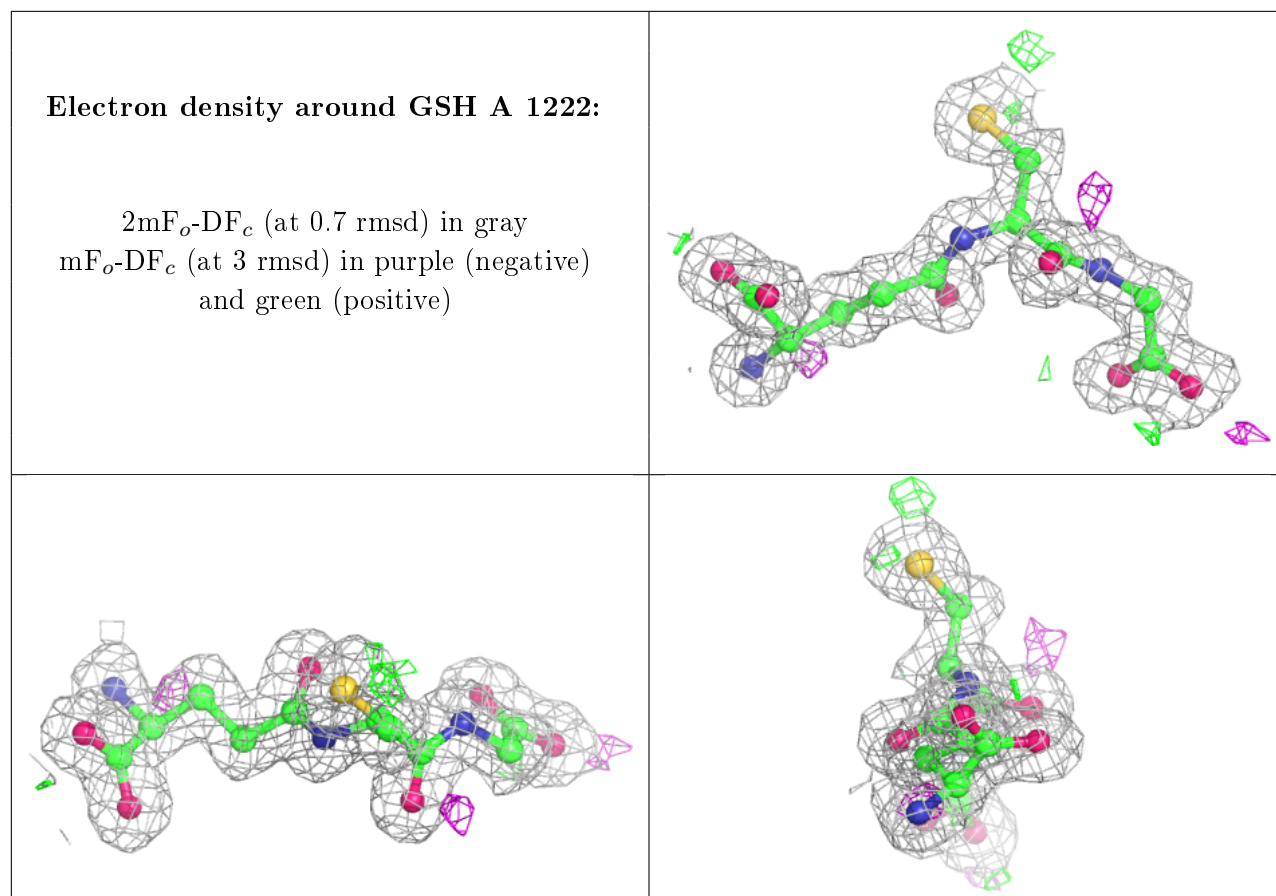 Electron density around GSH A 1222:
2mFo-DFc (at 0.7 rmsd) in gray
mFo-DFc (at 3 rmsd) in purple (negative)
and green (positive)